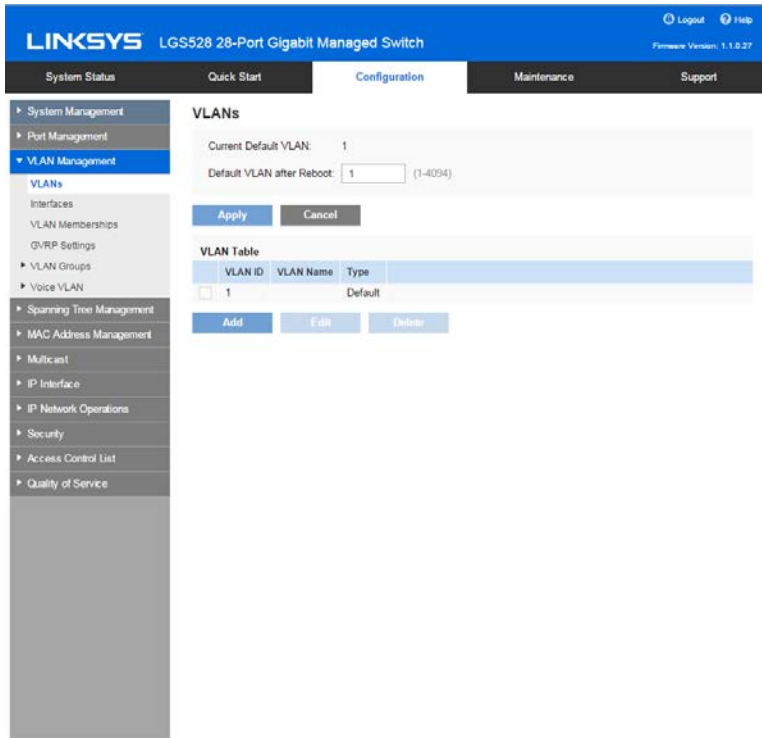 Logout Help
LINKSYS LGS528 28-Port Gigabit Managed Switch
Firmware Version: 1.1.0.27
System Status Quick Start Configuration Maintenance Support
System Management
Port Management
VLAN Management
VLANs
Interfaces
VLAN Memberships
GVRP Settings
VLAN Groups
Voice VLAN
Spanning Tree Management
MAC Address Management
Multicast
IP Interface
IP Network Operations
Security
Access Control List
Quality of Service
VLANs
Current Default VLAN: 1
Default VLAN after Reboot: 1 (1-4094)
Apply Cancel
VLAN Table
VLAN ID VLAN Name Type
1 Default
Add Edit Delete